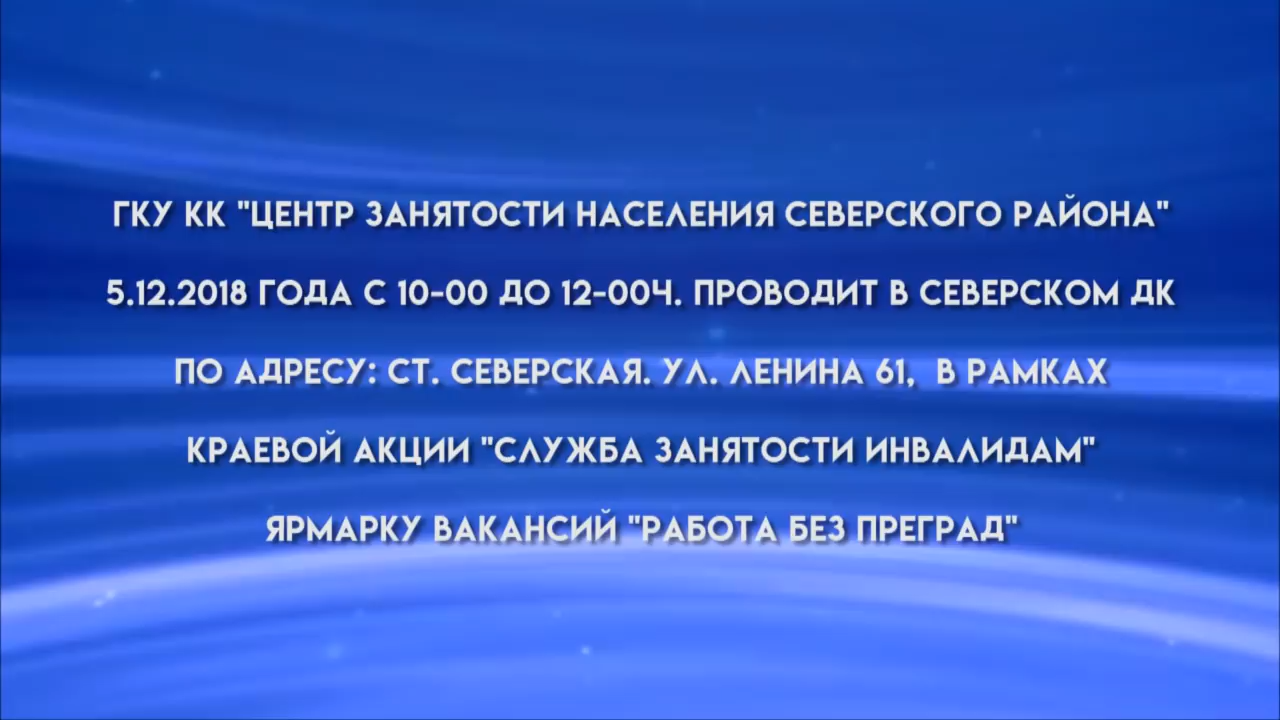 ГКУ КК "ЦЕНТР ЗАНЯТОСТИ НАСЕЛЕНИЯ СЕВЕРСКОГО РАЙОНА"
5.12.2018 ГОДА С 10-00 ДО 12-00Ч. ПРОВОДИТ В СЕВЕРСКОМ ДК
ПО АДРЕСУ: СТ. СЕВЕРСКАЯ. УЛ. ЛЕНИНА 61, В РАМКАХ
КРАЕВОЙ АКЦИИ "СЛУЖБА ЗАНЯТОСТИ ИНВАЛИДАМ"
ЯРМАРКУ ВАКАНСИЙ "РАБОТА БЕЗ ПРЕГРАД"